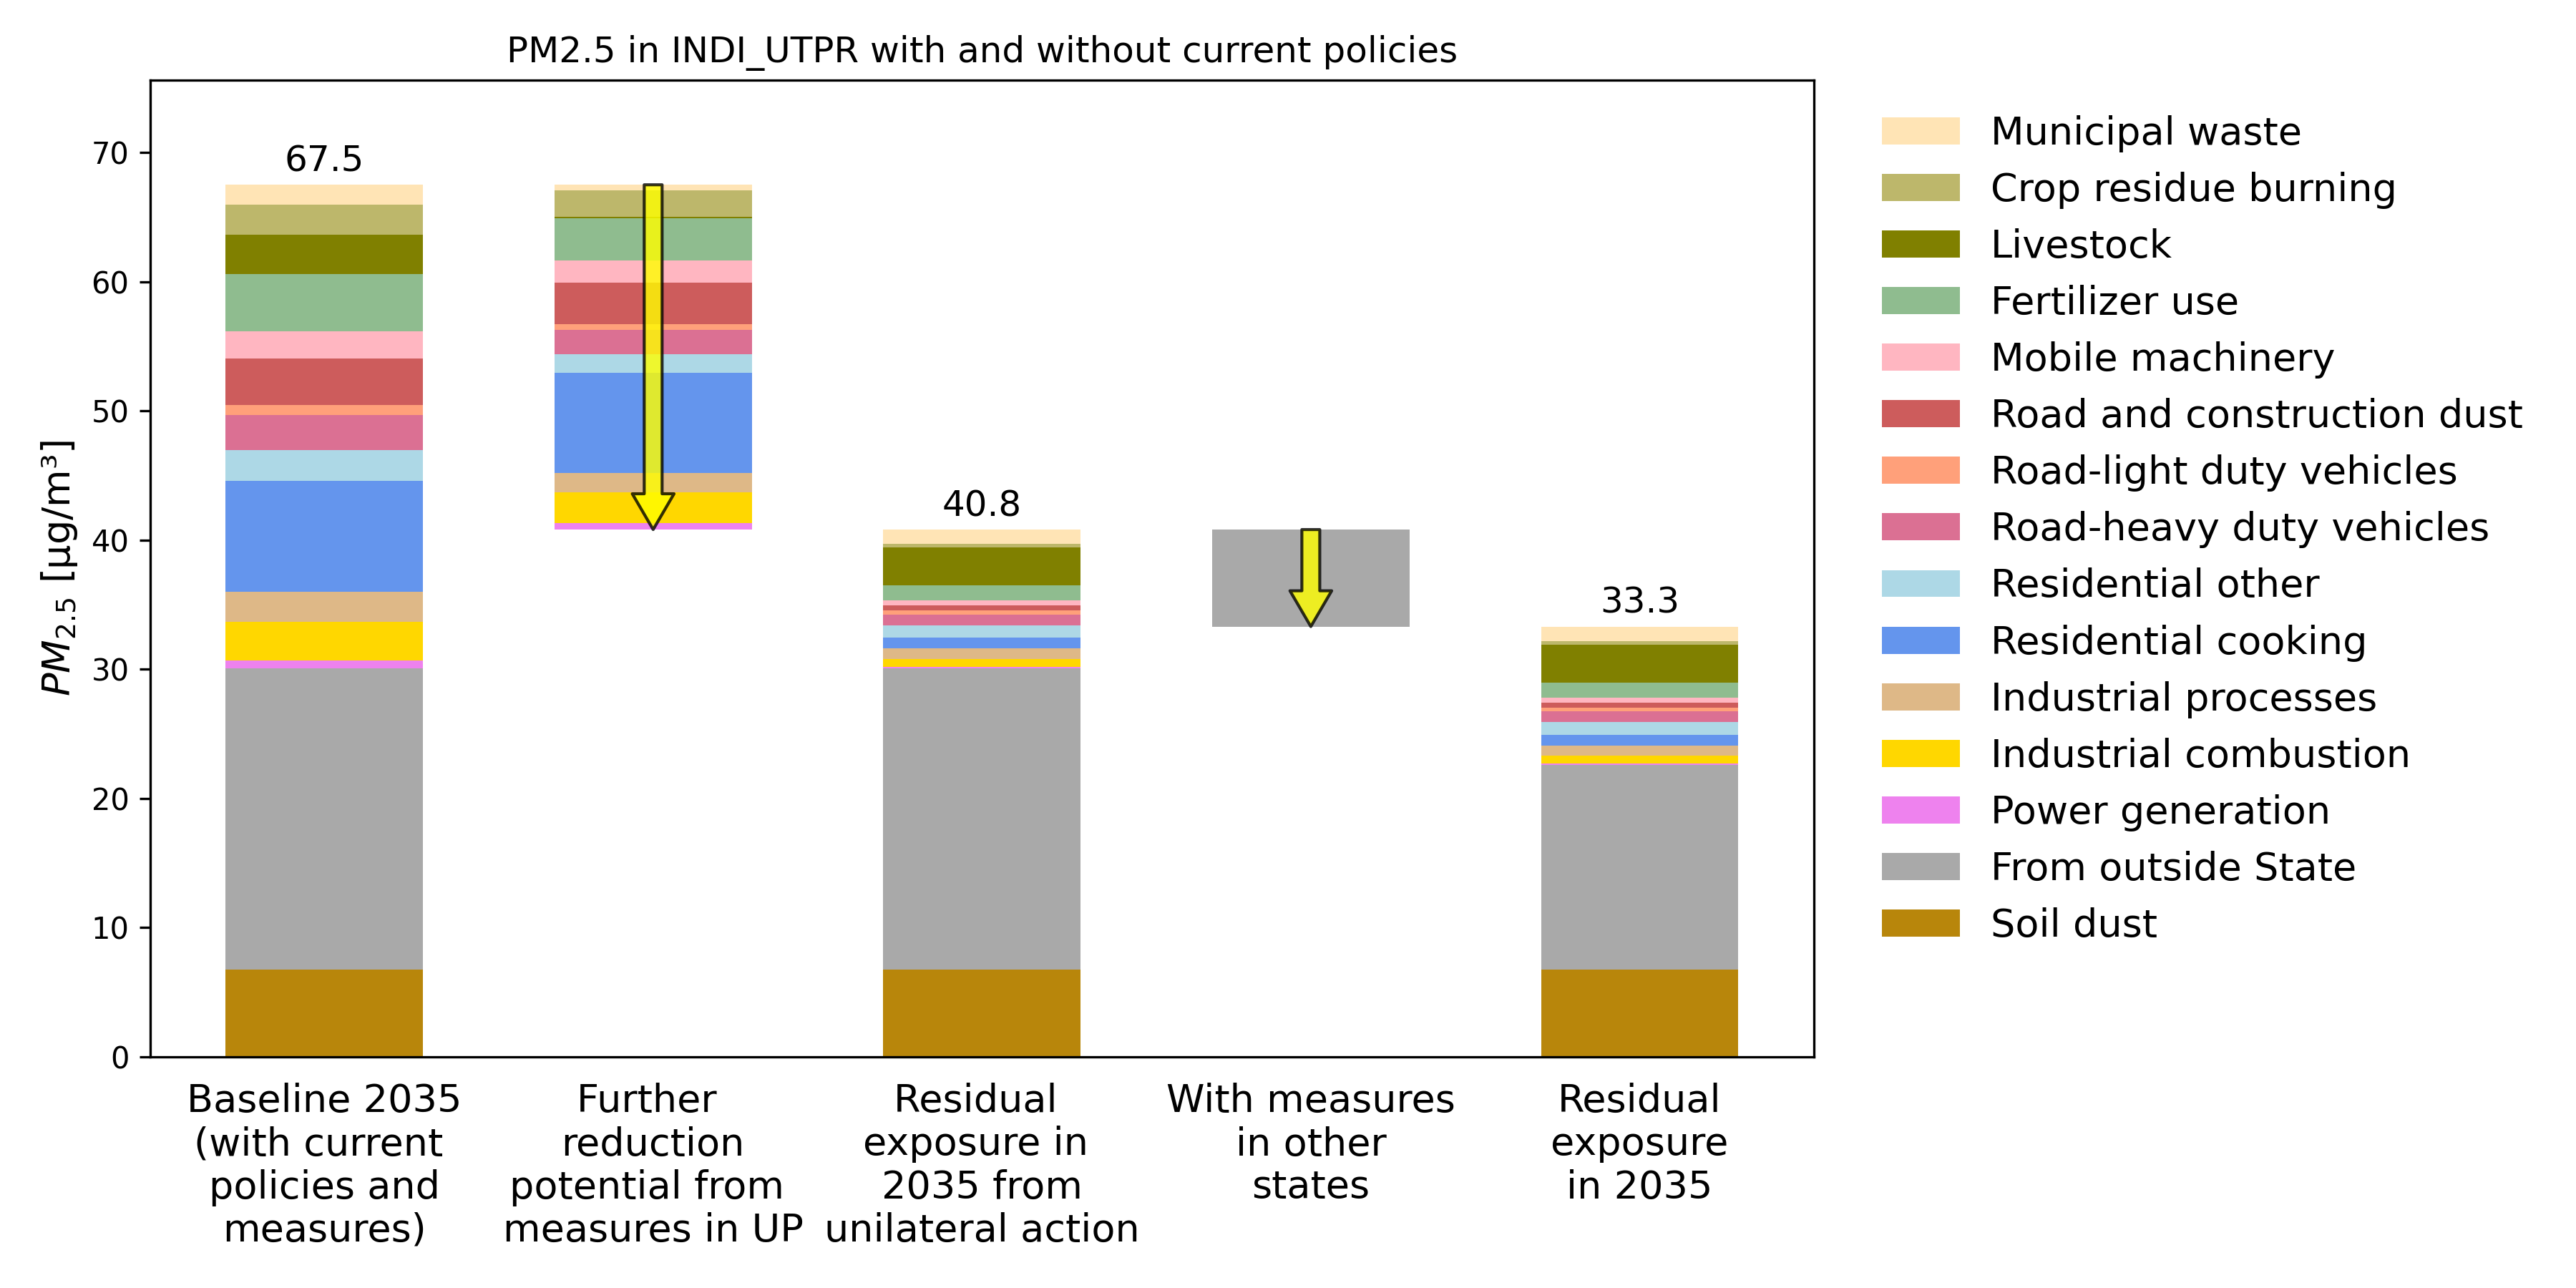 PM2.5 in INDI_UTPR with and without current policies
PM2.5 [µg/m³]
70
60
50
40
30
20
10
0
67.5
40.8
33.3
Baseline 2035
(with current
policies and
measures)
Further
reduction
potential from
measures in UP
Residual
exposure in
2035 from
unilateral action
With measures
in other
states
Residual
exposure
in 2035
Municipal waste
Crop residue burning
Livestock
Fertilizer use
Mobile machinery
Road and construction dust
Road-light duty vehicles
Road-heavy duty vehicles
Residential other
Residential cooking
Industrial processes
Industrial combustion
Power generation
From outside State
Soil dust